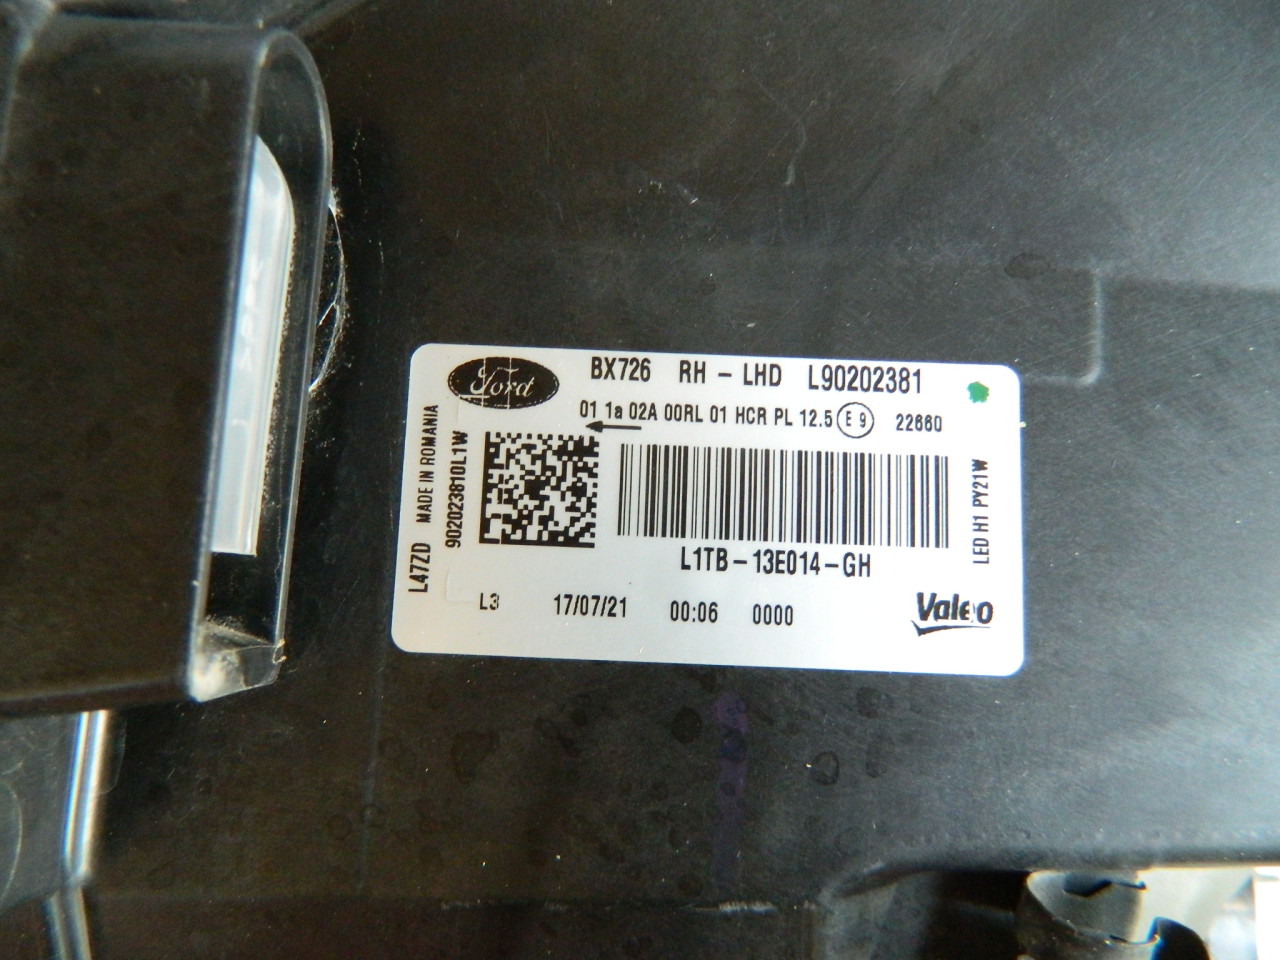 Ford
BX726 RH - LHD L90202381
01 1a 02A 00RL 01 HCR PL 12.5 E 9 22660
L47ZD MADE IN ROMANIA
902023810L1W
LED H1 PY21W
L1TB-13E014-GH
L3 17/07/21 00:06 0000
Valeo